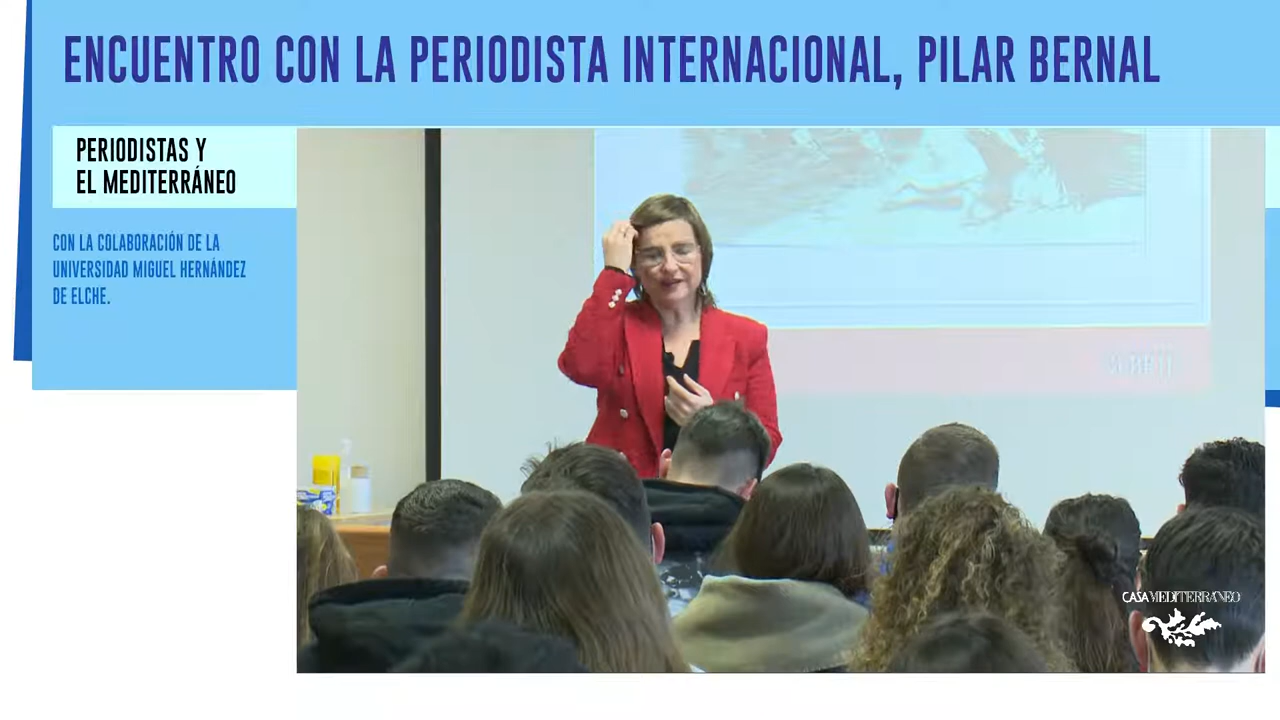 ENCUENTRO CON LA PERIODISTA INTERNACIONAL, PILAR BERNAL
PERIODISTAS Y
EL MEDITERRÁNEO
CON LA COLABORACIÓN DE LA
UNIVERSIDAD MIGUEL HERNÁNDEZ
DE ELCHE.
CASA MEDITERRÁNEO